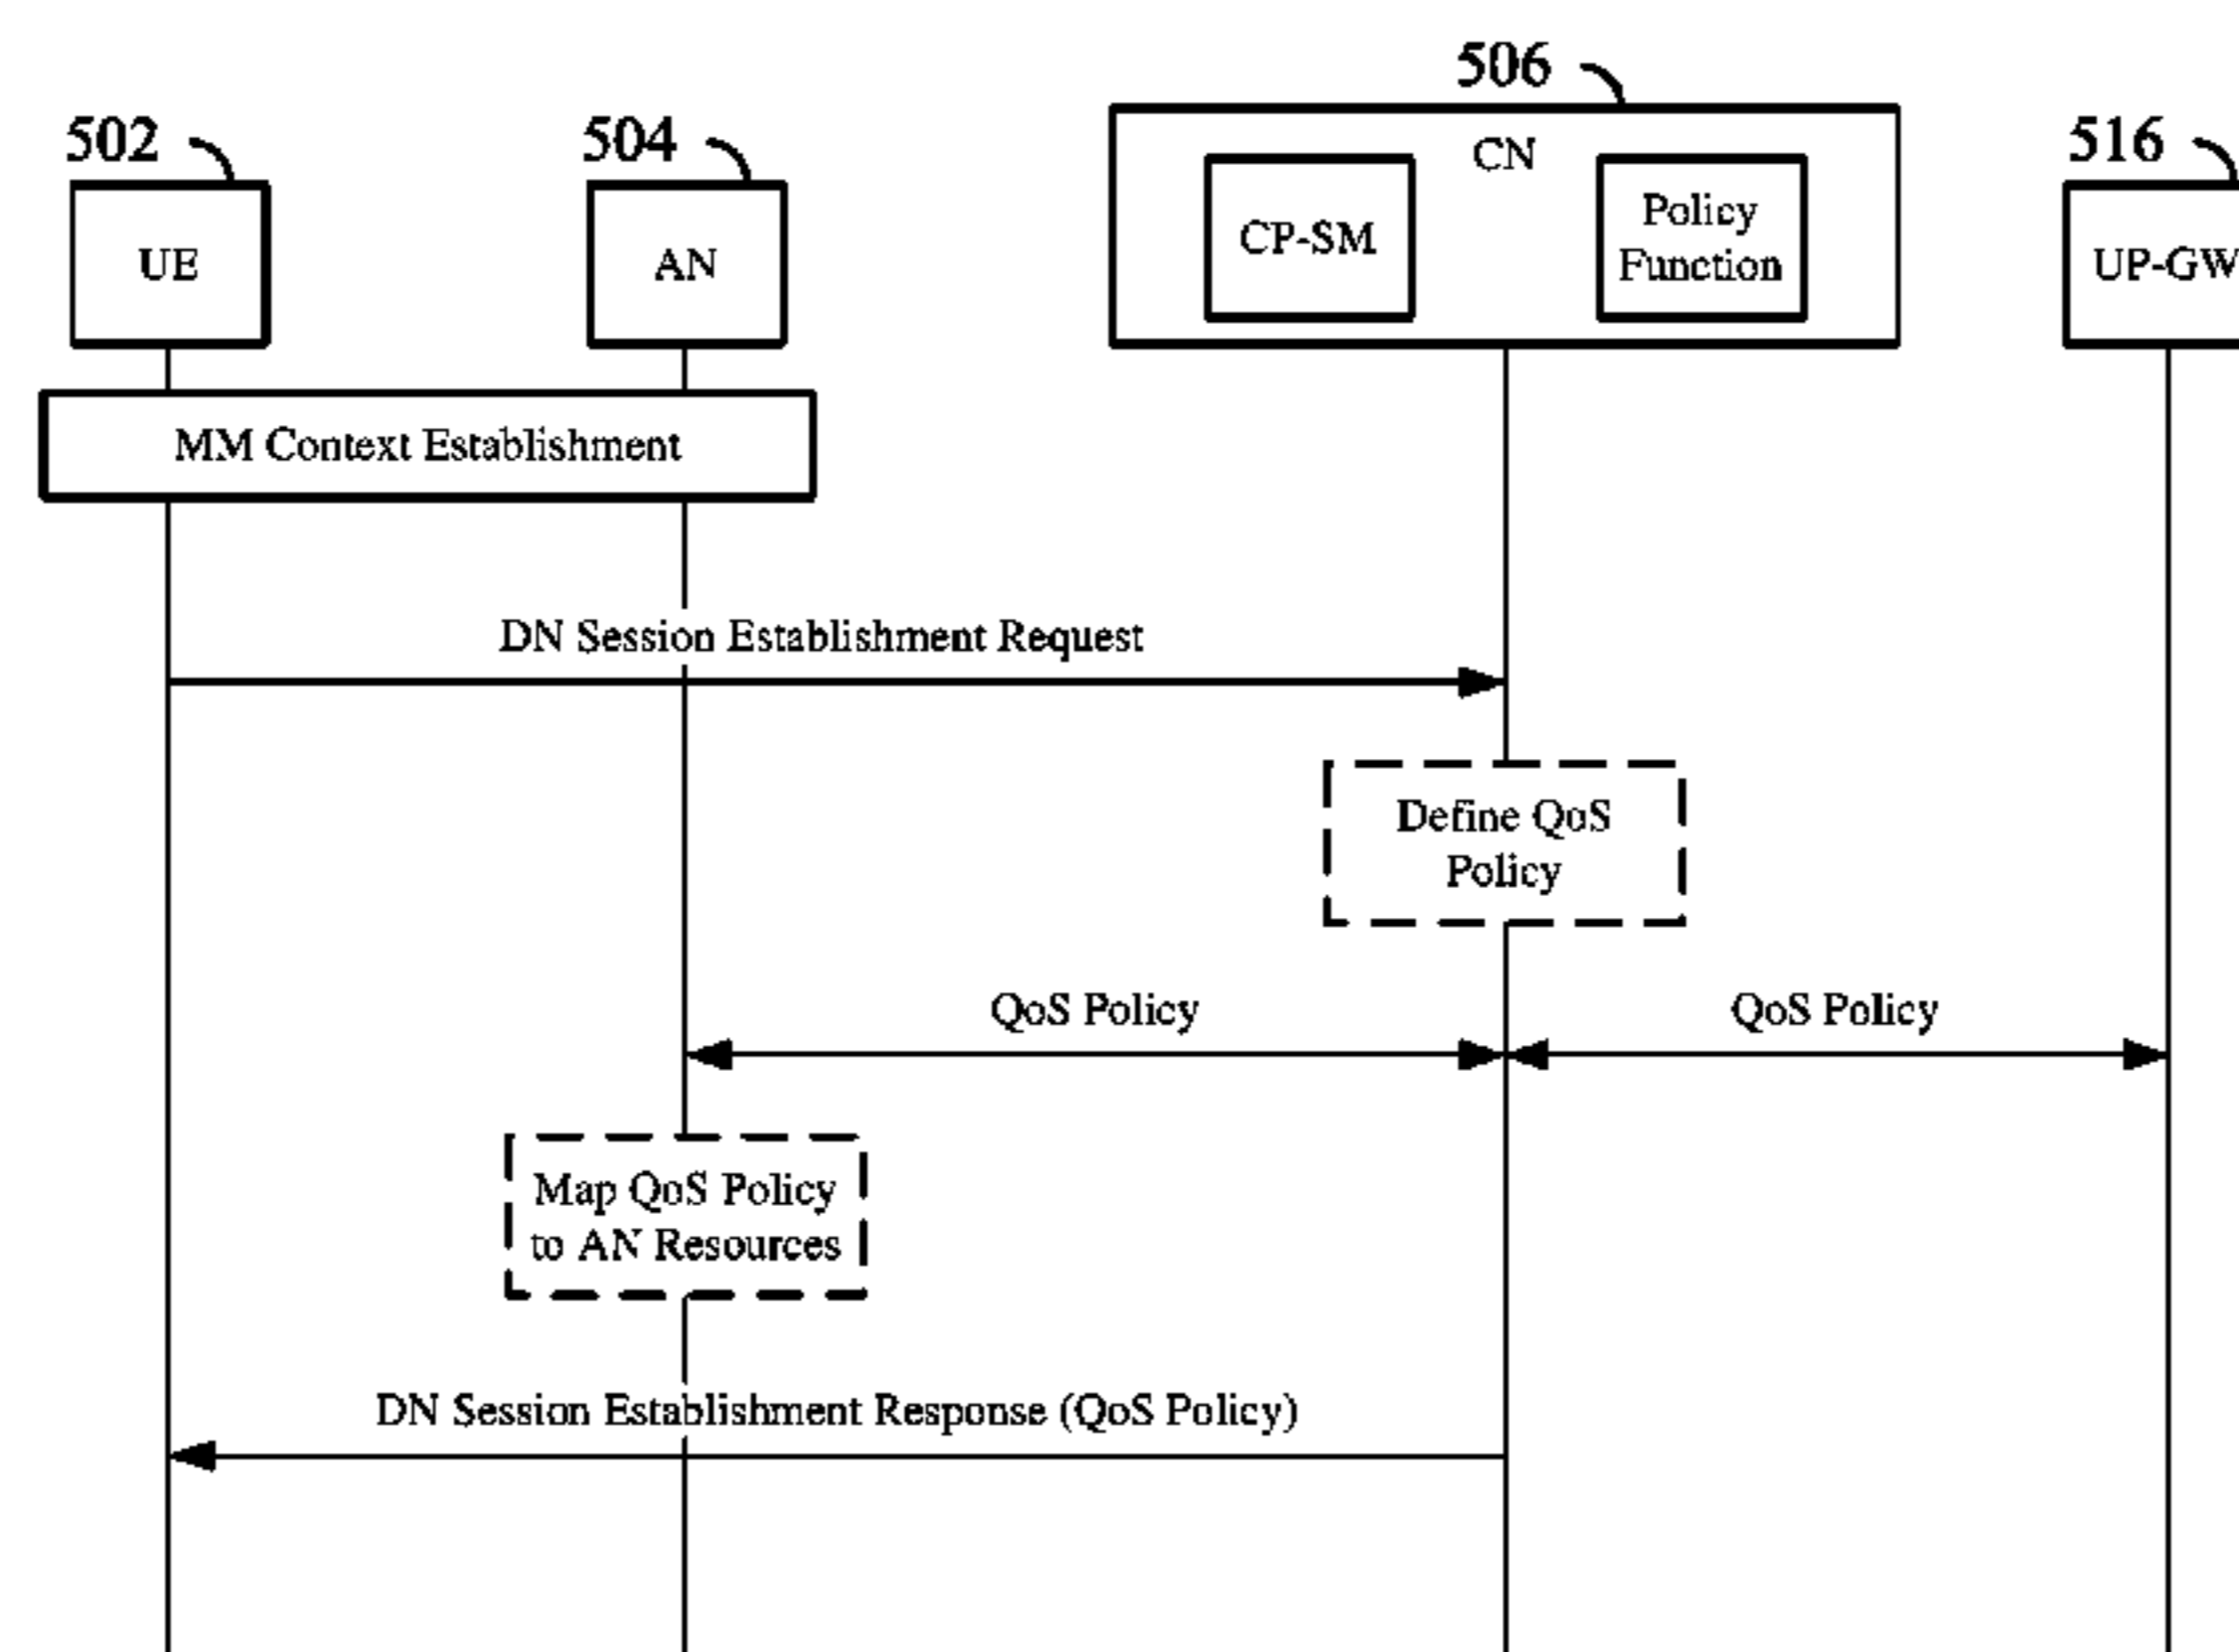 506
502
504
516
CN
UE
AN
CP-SM
Policy
Function
UP-GW
MM Context Establishment
DN Session Establishment Request
Define QoS
Policy
QoS Policy
QoS Policy
Map QoS Policy
to AN Resources
DN Session Establishment Response (QoS Policy)